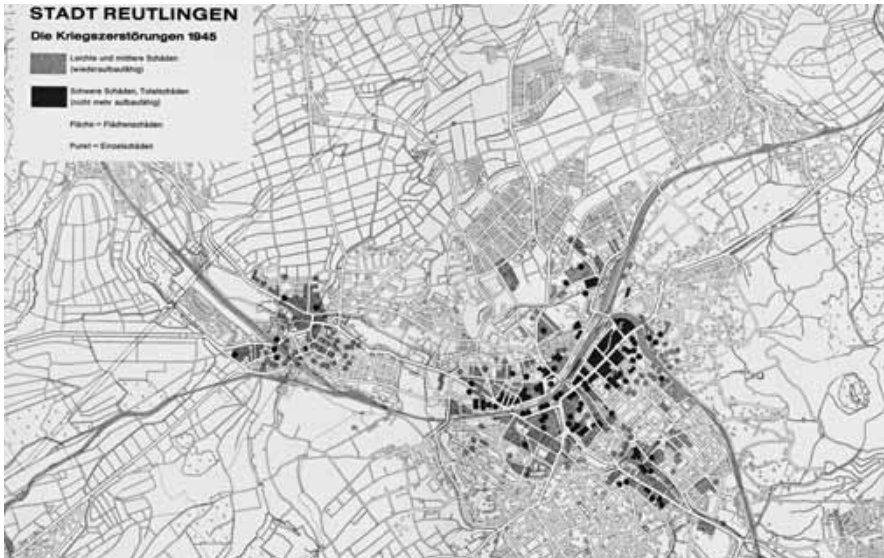 STADT REUTLINGEN
Die Kriegszerstörungen 1945
Leichte und mittlere Schäden
(wiederaufbaufähig)
Schwere Schäden, Totalschäden
(nicht mehr aufbaufähig)
Fläche = Flächenschäden
Punkt = Einzelschäden